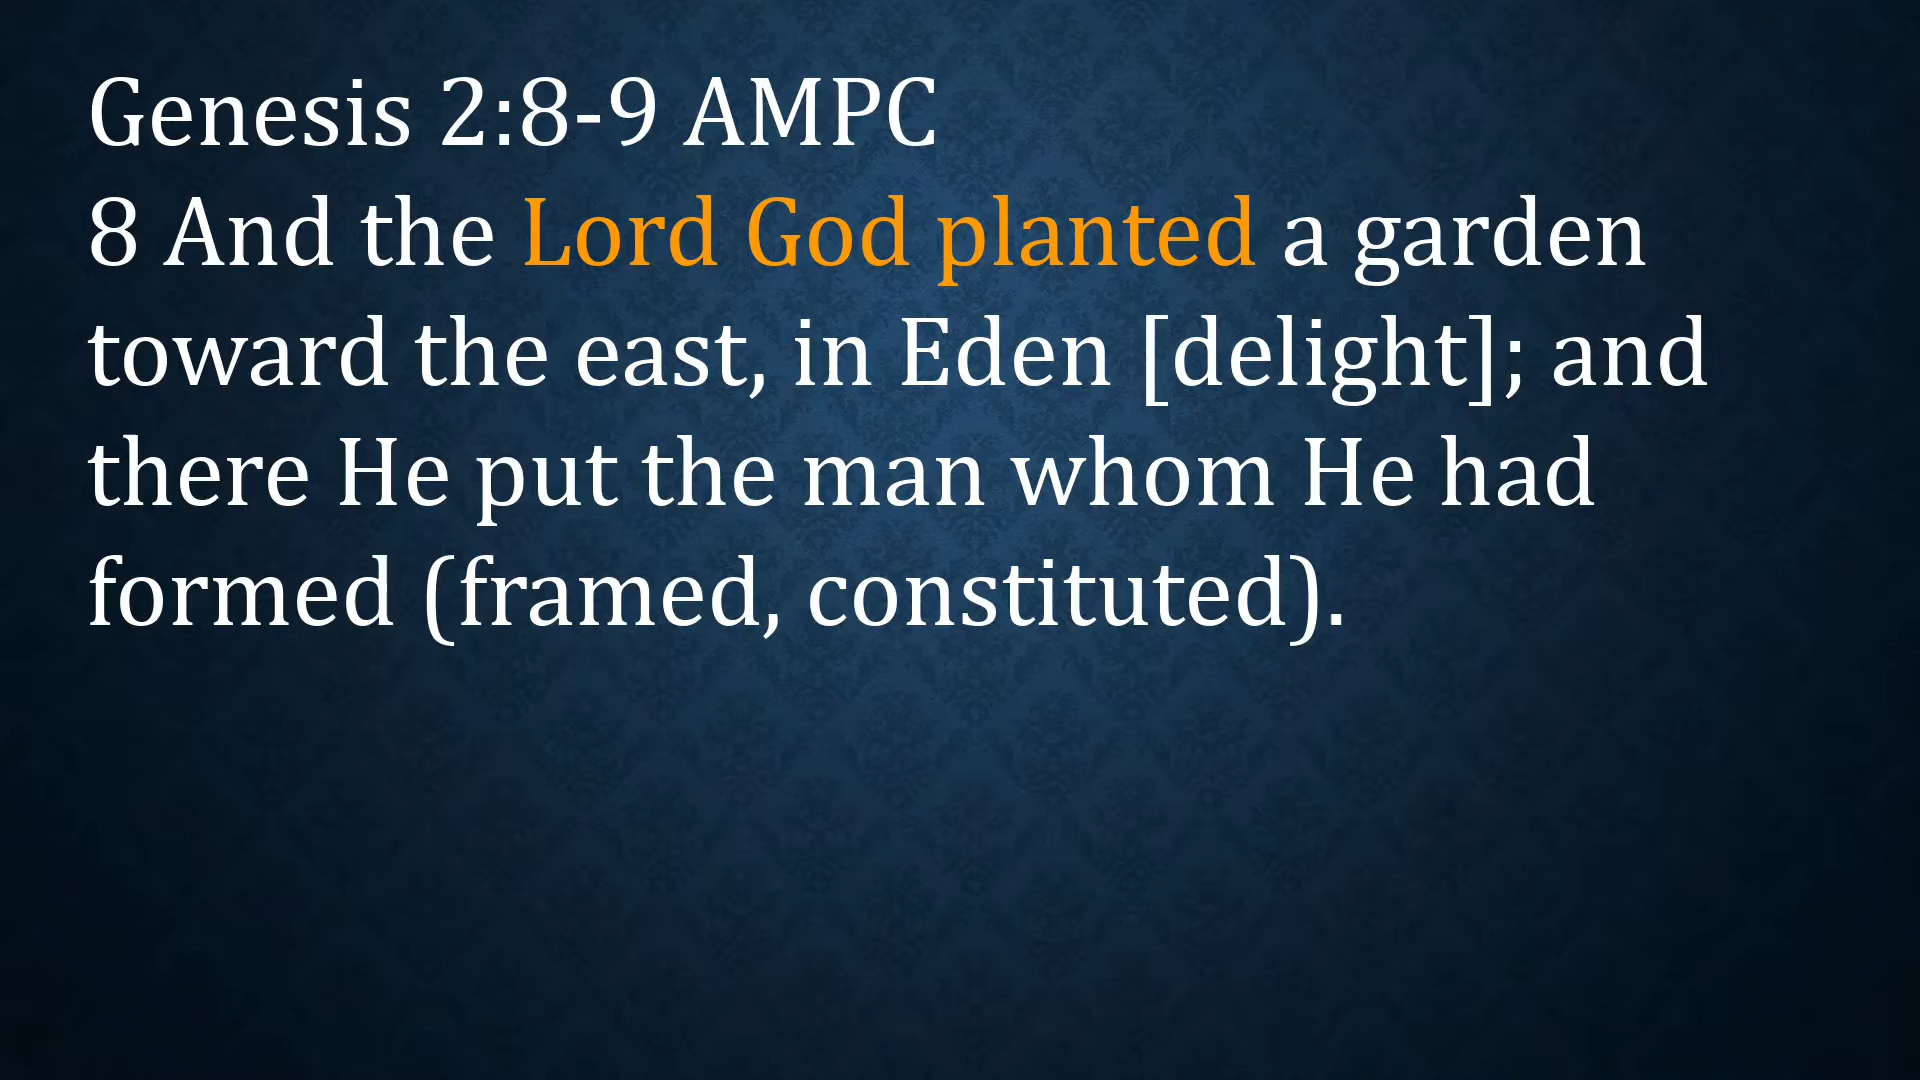 Genesis 2:8-9 AMPC
8 And the Lord God planted a garden
toward the east, in Eden [delight]; and
there He put the man whom He had
formed (framed, constituted).